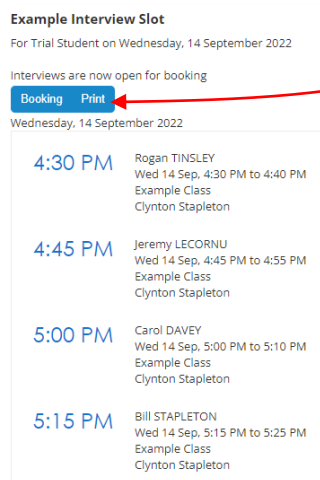 Example Interview Slot
For Trial Student on Wednesday, 14 September 2022
Interviews are now open for booking
Booking Print
Wednesday, 14 September 2022
4:30 PM
Rogan TINSLEY
Wed 14 Sep, 4:30 PM to 4:40 PM
Example Class
Clynton Stapleton
4:45 PM
Jeremy LECORNU
Wed 14 Sep, 4:45 PM to 4:55 PM
Example Class
Clynton Stapleton
5:00 PM
Carol DAVEY
Wed 14 Sep, 5:00 PM to 5:10 PM
Example Class
Clynton Stapleton
5:15 PM
Bill STAPLETON
Wed 14 Sep, 5:15 PM to 5:25 PM
Example Class
Clynton Stapleton